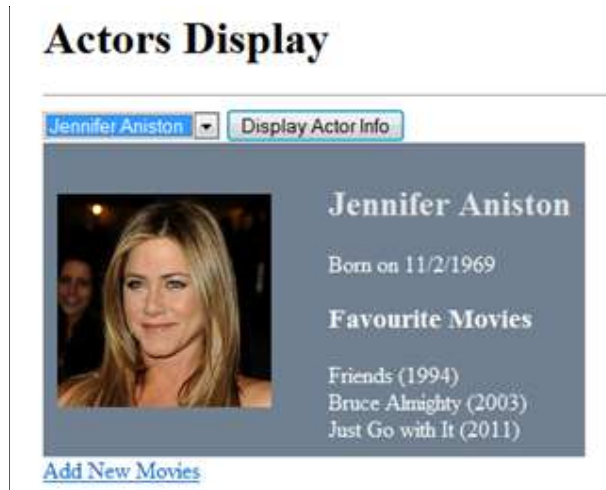 Actors Display
Jennifer Aniston Display Actor Info
Jennifer Aniston
Born on 11/2/1969
Favourite Movies
Friends (1994)
Bruce Almighty (2003)
Just Go with It (2011)
Add New Movies